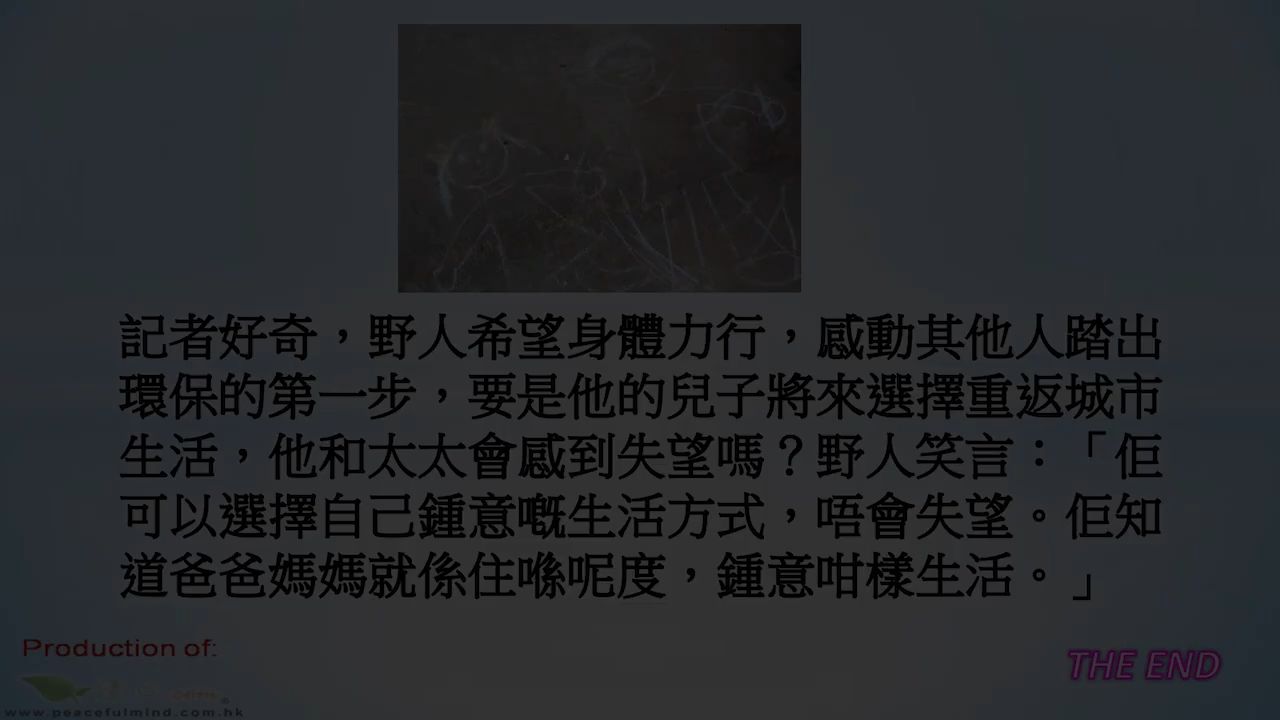 記者好奇，野人希望身體力行，感動其他人踏出
環保的第一步，要是他的兒子將來選擇重返城市
生活，他和太太會感到失望嗎？野人笑言：「佢
可以選擇自己鍾意嘅生活方式，唔會失望。佢知
道爸爸媽媽就係住喺呢度，鍾意咁樣生活。」
Production of:
www.peacefulmind.com.hk
THE END